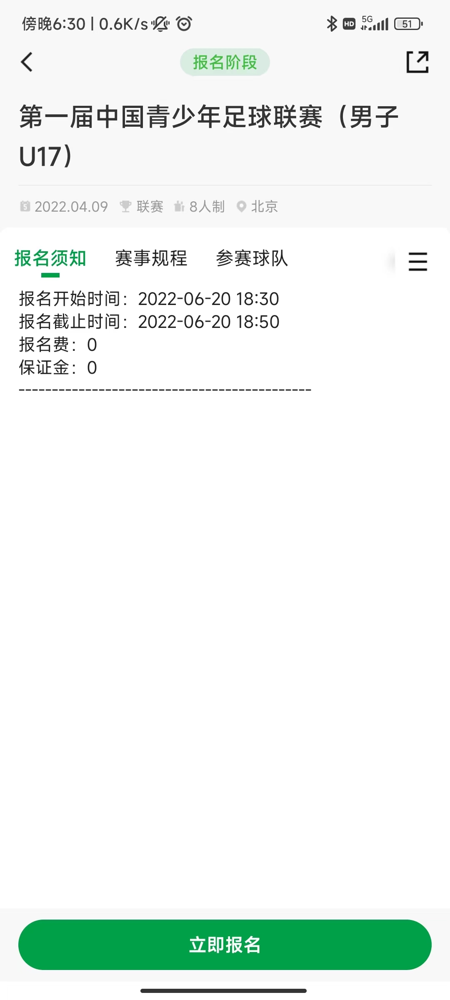 傍晚6:30 | 0.6K/s
HD 5G 51
报名阶段
第一届中国青少年足球联赛（男子
U17）
5 2022.04.09 联赛 8人制 北京
报名须知 赛事规程 参赛球队
报名开始时间：2022-06-20 18:30
报名截止时间：2022-06-20 18:50
报名费：0
保证金：0
--------------------------------------------
立即报名